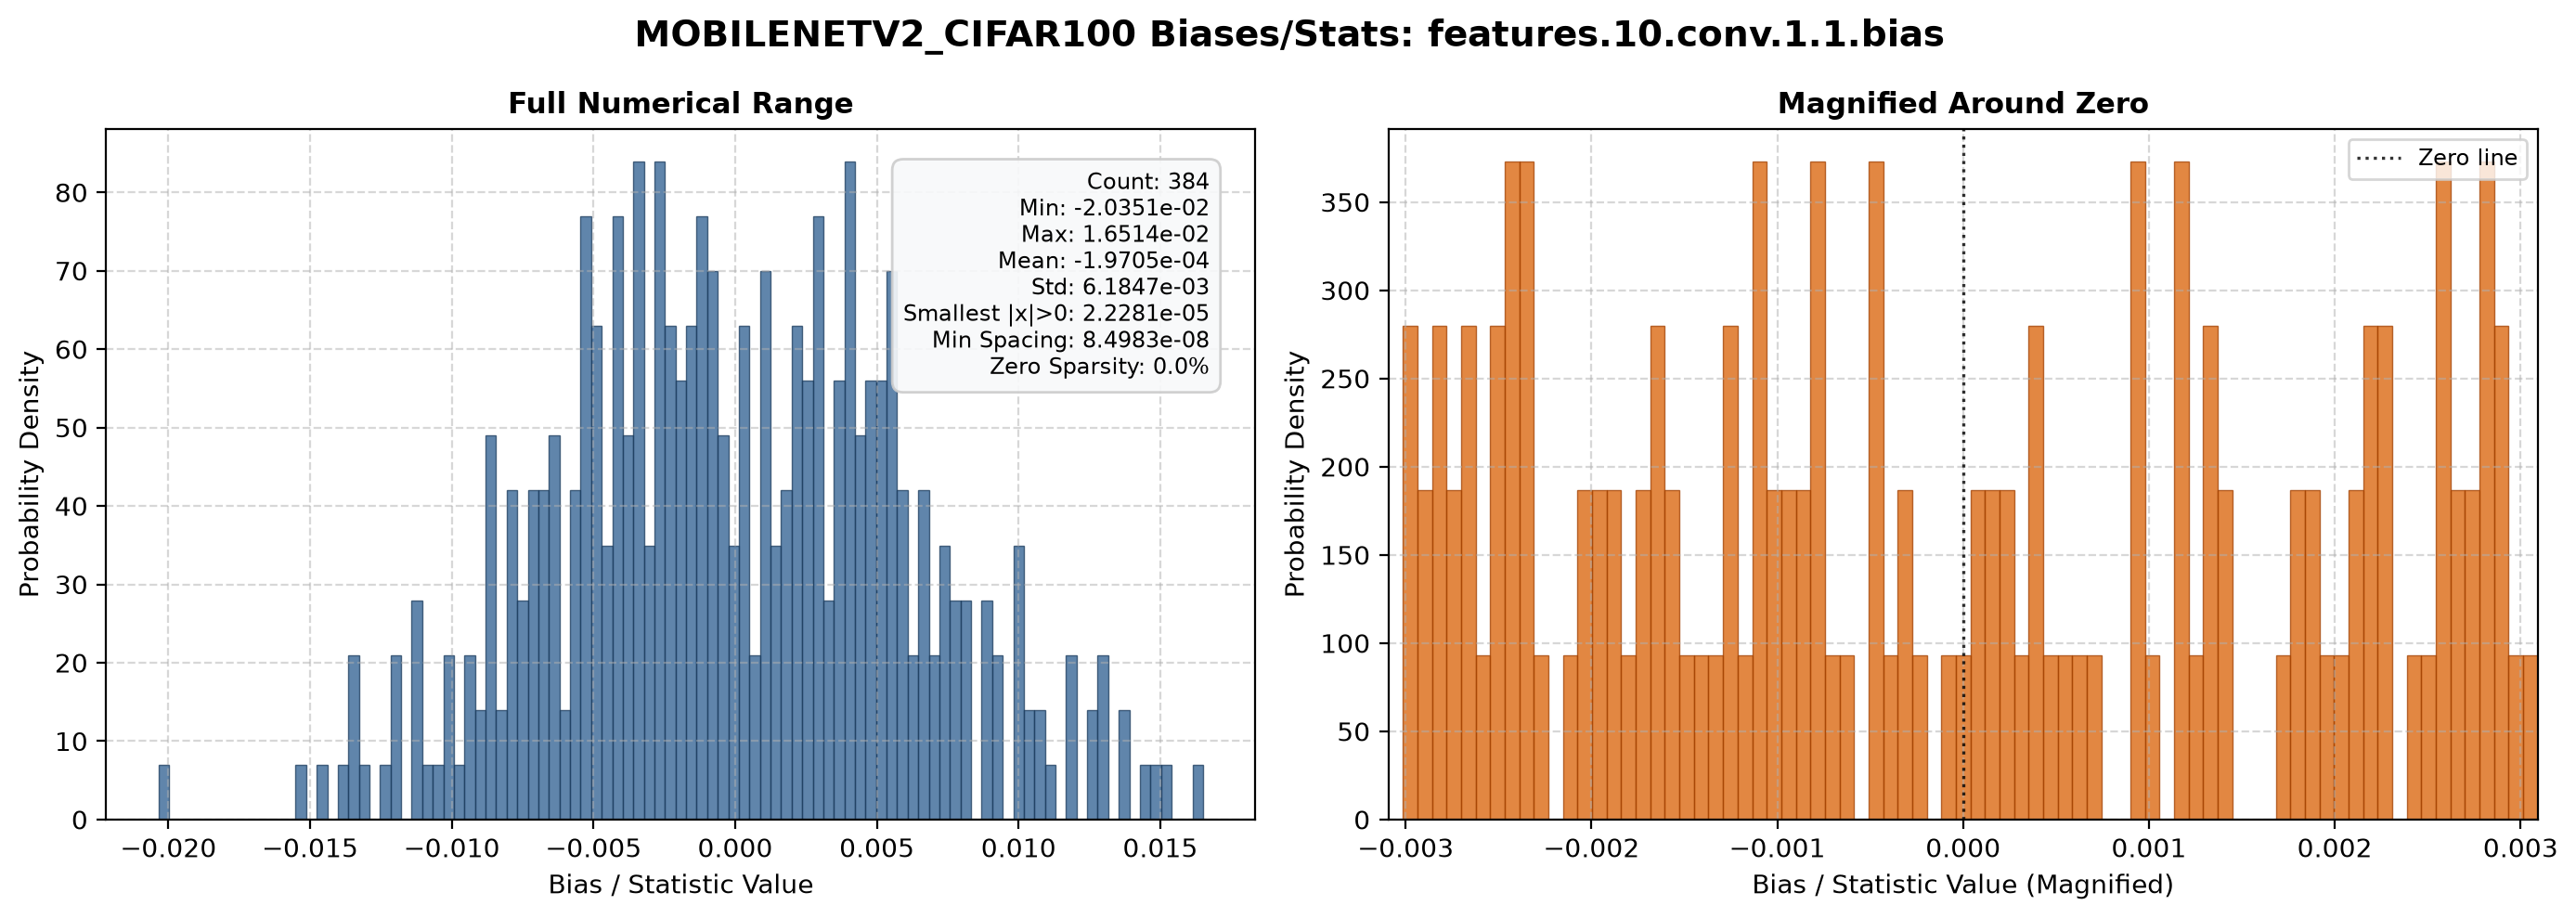 MOBILENETV2_CIFAR100 Biases/Stats: features.10.conv.1.1.bias
Full Numerical Range
Probability Density
80
70
60
50
40
30
20
10
0
Count: 384
Min: -2.0351e-02
Max: 1.6514e-02
Mean: -1.9705e-04
Std: 6.1847e-03
Smallest |x|>0: 2.2281e-05
Min Spacing: 8.4983e-08
Zero Sparsity: 0.0%
−0.020 −0.015 −0.010 −0.005 0.000 0.005 0.010 0.015
Bias / Statistic Value
Magnified Around Zero
Probability Density
350
300
250
200
150
100
50
0
Zero line
−0.003 −0.002 −0.001 0.000 0.001 0.002 0.003
Bias / Statistic Value (Magnified)